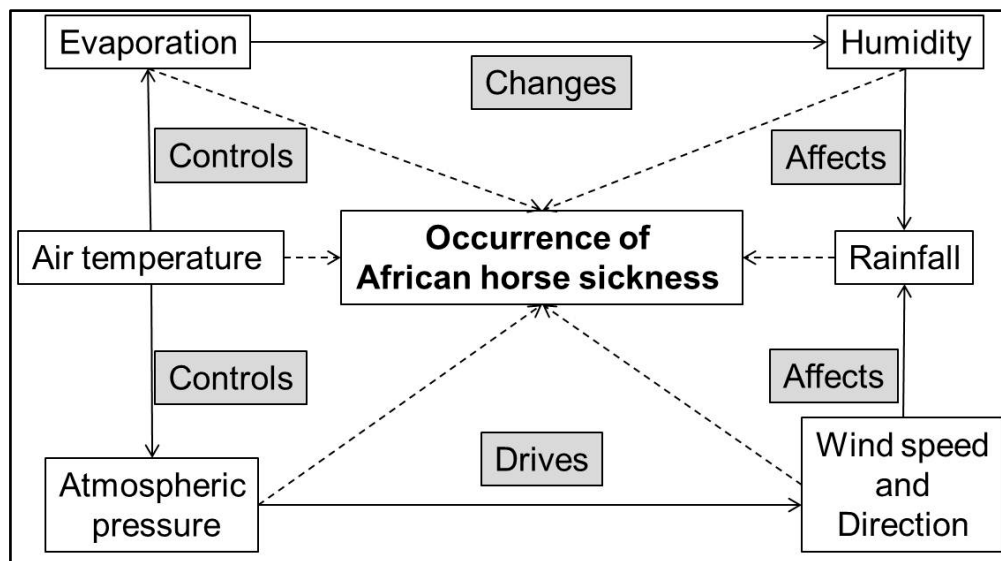 Evaporation
Humidity
Changes
Controls
Affects
Air temperature
Occurrence of
African horse sickness
Rainfall
Controls
Affects
Atmospheric
pressure
Drives
Wind speed
and
Direction